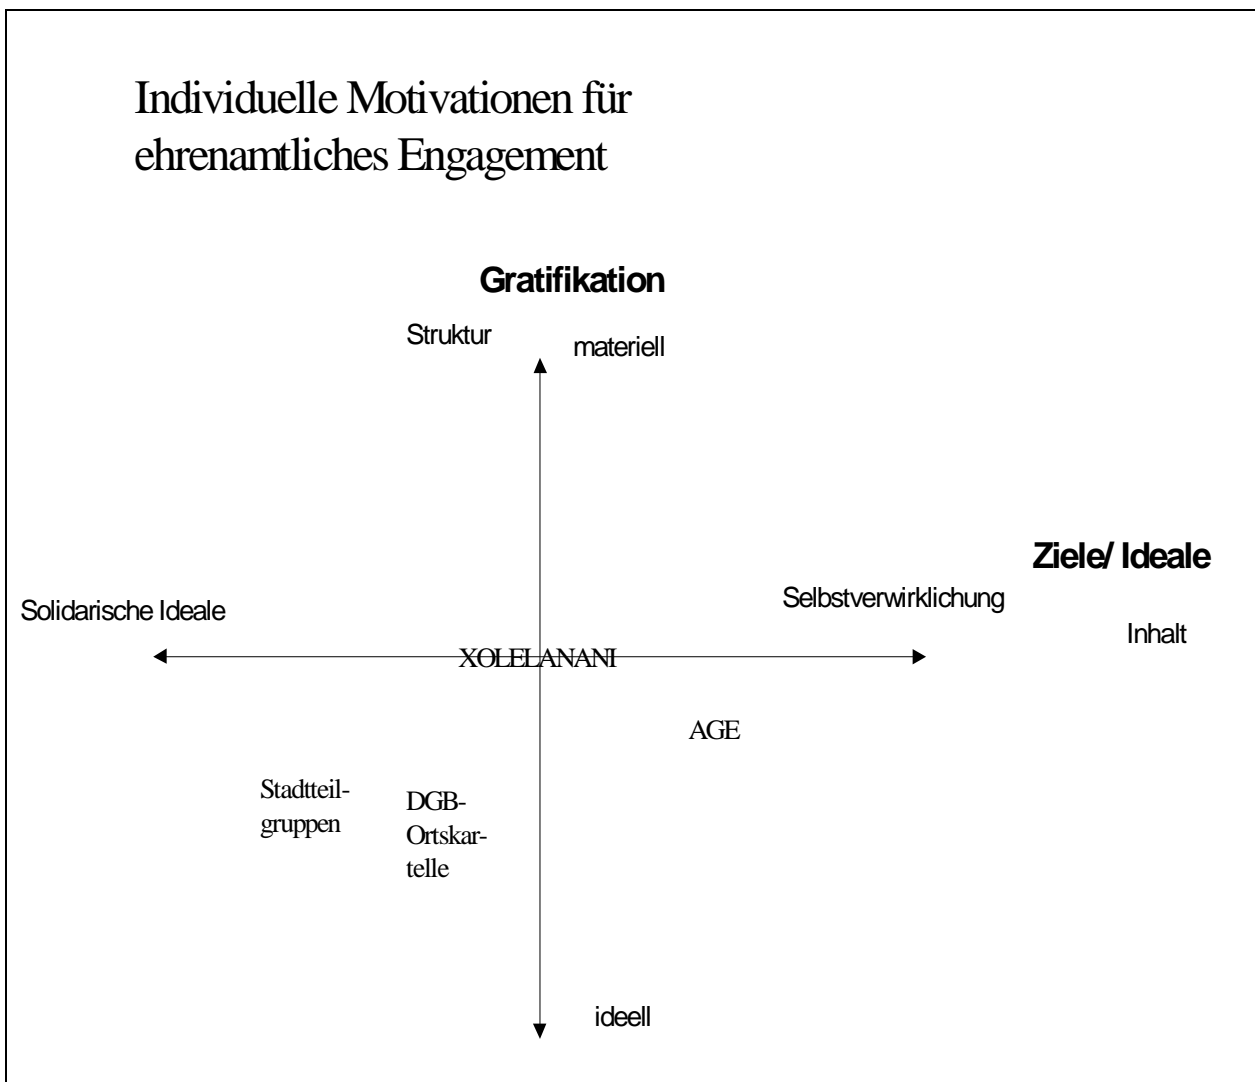 Individuelle Motivationen für
ehrenamtliches Engagement
Gratifikation
Struktur
materiell
Ziele/ Ideale
Selbstverwirklichung
Solidarische Ideale
Inhalt
XOLELANANI
AGE
Stadtteil-
gruppen
DGB-
Ortskar-
telle
ideell